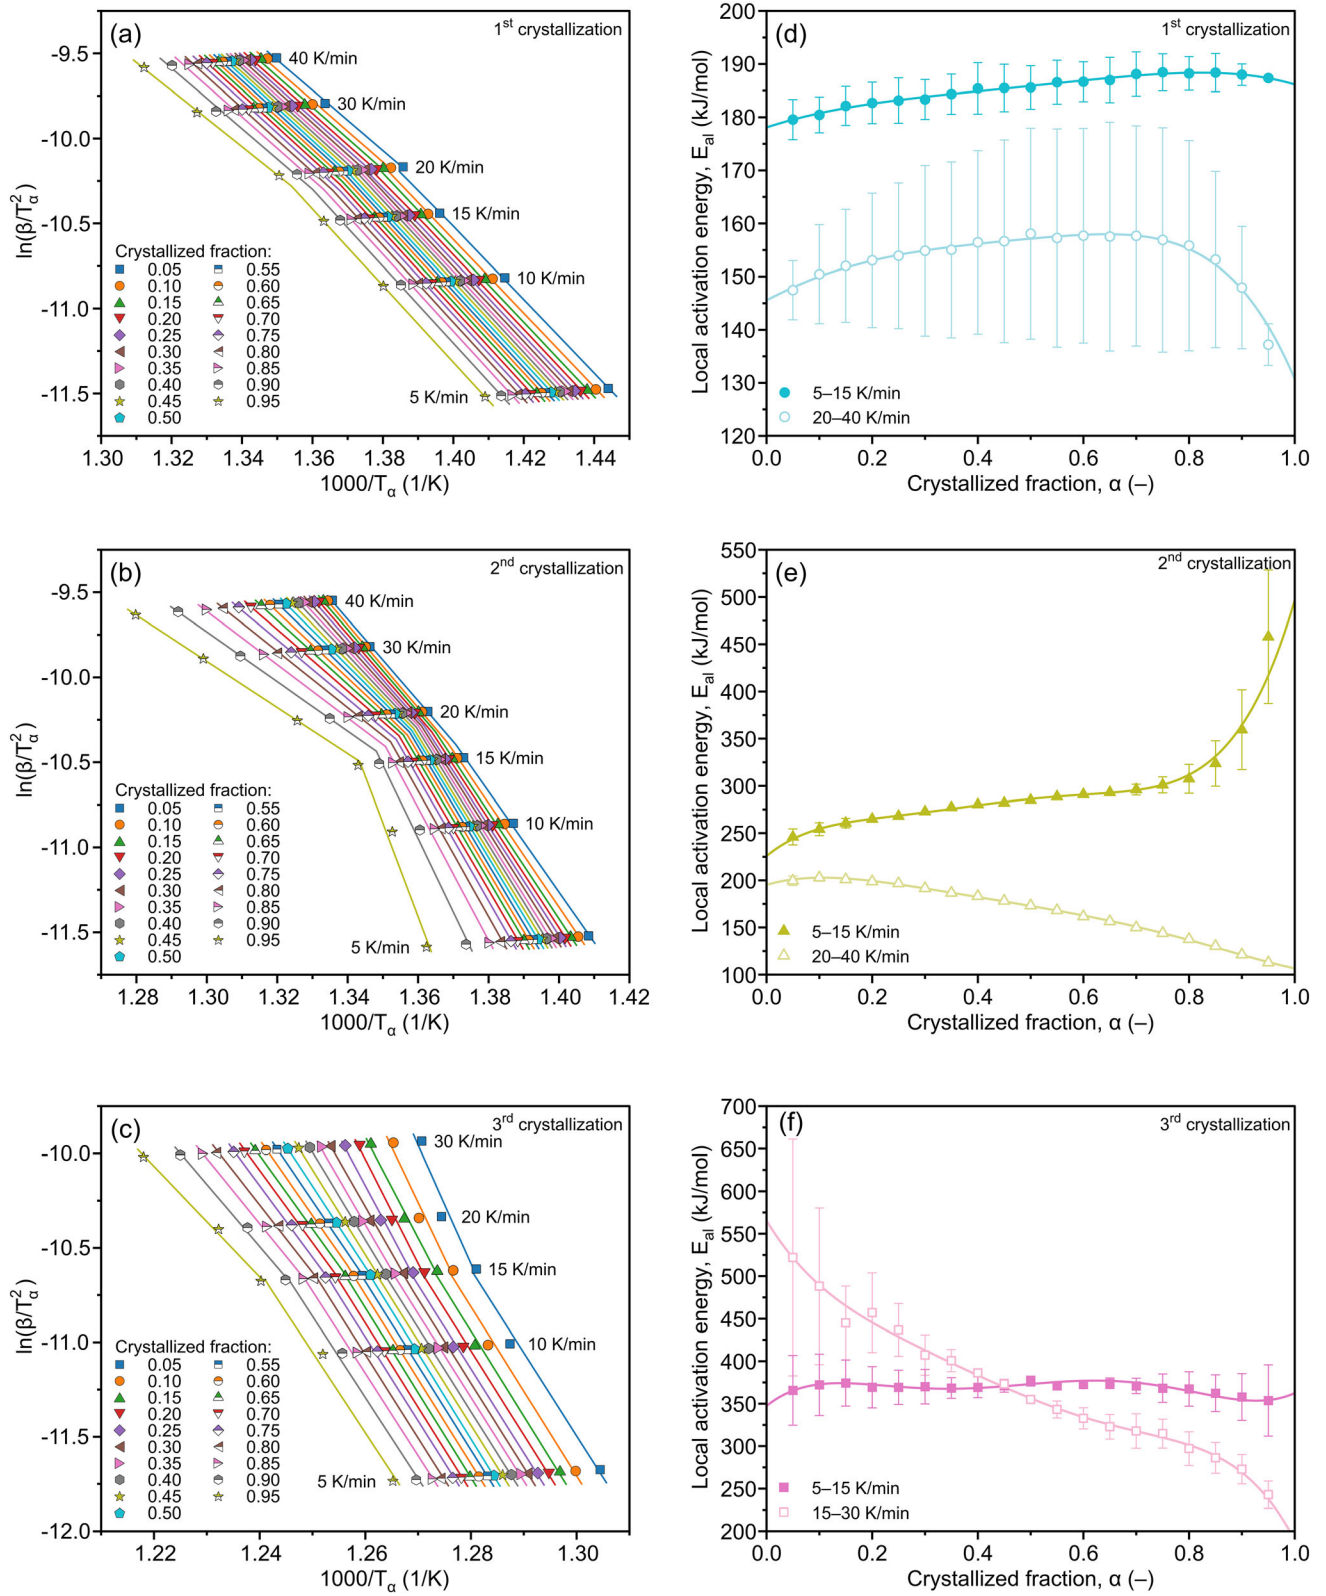 (a)
1st crystallization
ln(β/Tα²)
-9.5
-10.0
-10.5
-11.0
-11.5
40 K/min
30 K/min
20 K/min
15 K/min
10 K/min
5 K/min
Crystallized fraction:
0.05 0.55
0.10 0.60
0.15 0.65
0.20 0.70
0.25 0.75
0.30 0.80
0.35 0.85
0.40 0.90
0.45 0.95
0.50
1.30 1.32 1.34 1.36 1.38 1.40 1.42 1.44
1000/Tα (1/K)
(d)
1st crystallization
Local activation energy, Eal (kJ/mol)
200
190
180
170
160
150
140
130
120
5–15 K/min
20–40 K/min
0.0 0.2 0.4 0.6 0.8 1.0
Crystallized fraction, α (–)
(b)
2nd crystallization
ln(β/Tα²)
-9.5
-10.0
-10.5
-11.0
-11.5
40 K/min
30 K/min
20 K/min
15 K/min
10 K/min
5 K/min
Crystallized fraction:
0.05 0.55
0.10 0.60
0.15 0.65
0.20 0.70
0.25 0.75
0.30 0.80
0.35 0.85
0.40 0.90
0.45 0.95
0.50
1.28 1.30 1.32 1.34 1.36 1.38 1.40 1.42
1000/Tα (1/K)
(e)
2nd crystallization
Local activation energy, Eal (kJ/mol)
550
500
450
400
350
300
250
200
150
100
5–15 K/min
20–40 K/min
0.0 0.2 0.4 0.6 0.8 1.0
Crystallized fraction, α (–)
(c)
3rd crystallization
ln(β/Tα²)
-10.0
-10.5
-11.0
-11.5
-12.0
30 K/min
20 K/min
15 K/min
10 K/min
5 K/min
Crystallized fraction:
0.05 0.55
0.10 0.60
0.15 0.65
0.20 0.70
0.25 0.75
0.30 0.80
0.35 0.85
0.40 0.90
0.45 0.95
0.50
1.22 1.24 1.26 1.28 1.30
1000/Tα (1/K)
(f)
3rd crystallization
Local activation energy, Eal (kJ/mol)
700
650
600
550
500
450
400
350
300
250
200
5–15 K/min
15–30 K/min
0.0 0.2 0.4 0.6 0.8 1.0
Crystallized fraction, α (–)